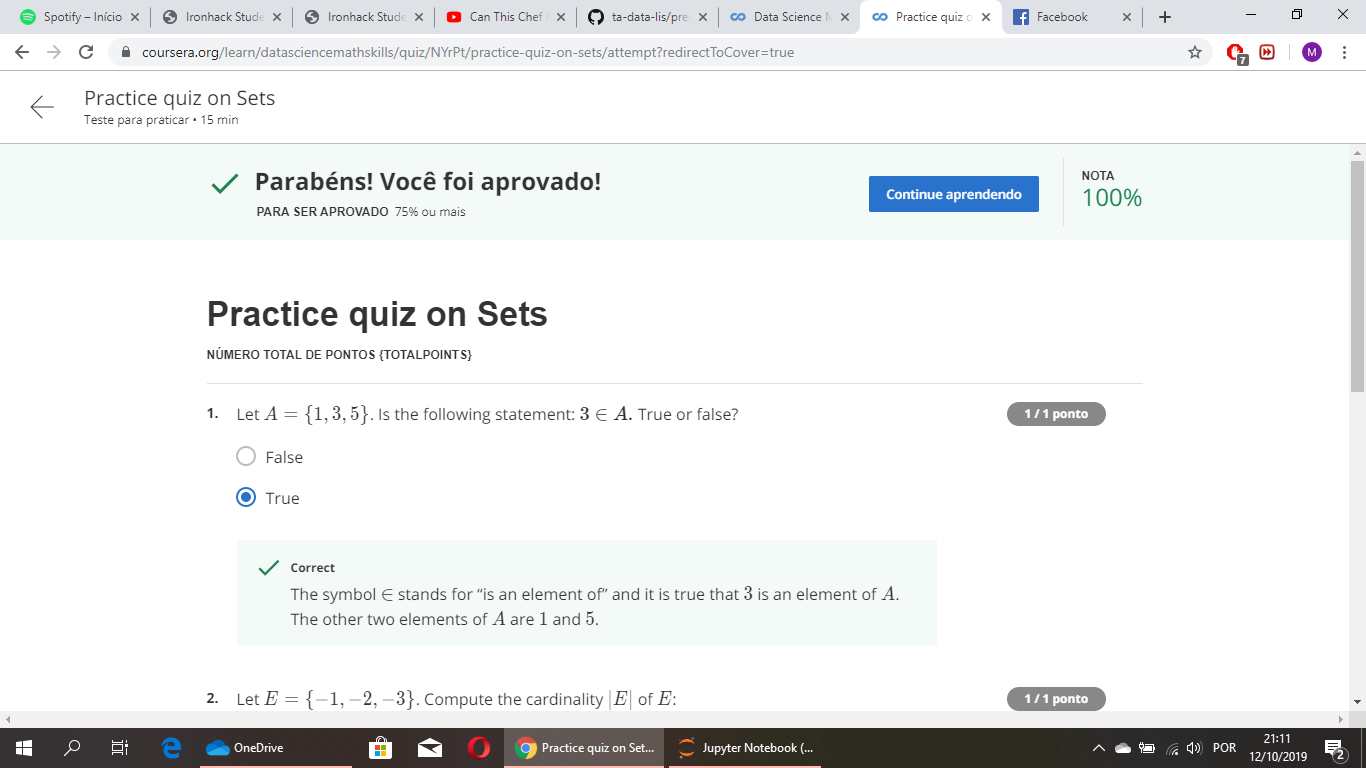 Spotify – Início
Ironhack Stude
Ironhack Stude
Can This Chef
ta-data-lis/pre
Data Science M
Practice quiz o
Facebook
coursera.org/learn/datasciencemathskills/quiz/NYrPt/practice-quiz-on-sets/attempt?redirectToCover=true
7
M
Practice quiz on Sets
Teste para praticar • 15 min
Parabéns! Você foi aprovado!
PARA SER APROVADO 75% ou mais
Continue aprendendo
NOTA
100%
Practice quiz on Sets
NÚMERO TOTAL DE PONTOS {TOTALPOINTS}
1. Let A = {1, 3, 5}. Is the following statement: 3 ∈ A. True or false?
1 / 1 ponto
False
True
Correct
The symbol ∈ stands for “is an element of” and it is true that 3 is an element of A.
The other two elements of A are 1 and 5.
2. Let E = {−1, −2, −3}. Compute the cardinality |E| of E:
1 / 1 ponto
OneDrive
Practice quiz on Set...
Jupyter Notebook (...
POR
21:11
12/10/2019
2